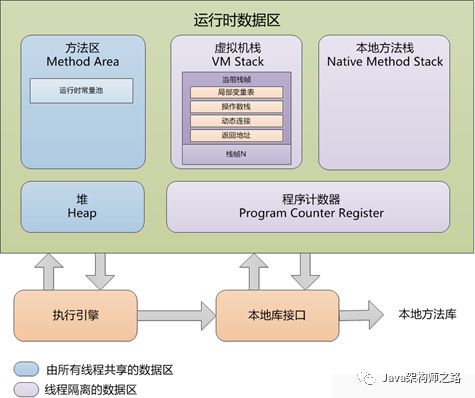 运行时数据区
方法区
Method Area
运行时常量池
虚拟机栈
VM Stack
当前栈帧
局部变量表
操作数栈
动态连接
返回地址
栈帧N
本地方法栈
Native Method Stack
堆
Heap
程序计数器
Program Counter Register
执行引擎
本地库接口
本地方法库
由所有线程共享的数据区
线程隔离的数据区
Java架构师之路